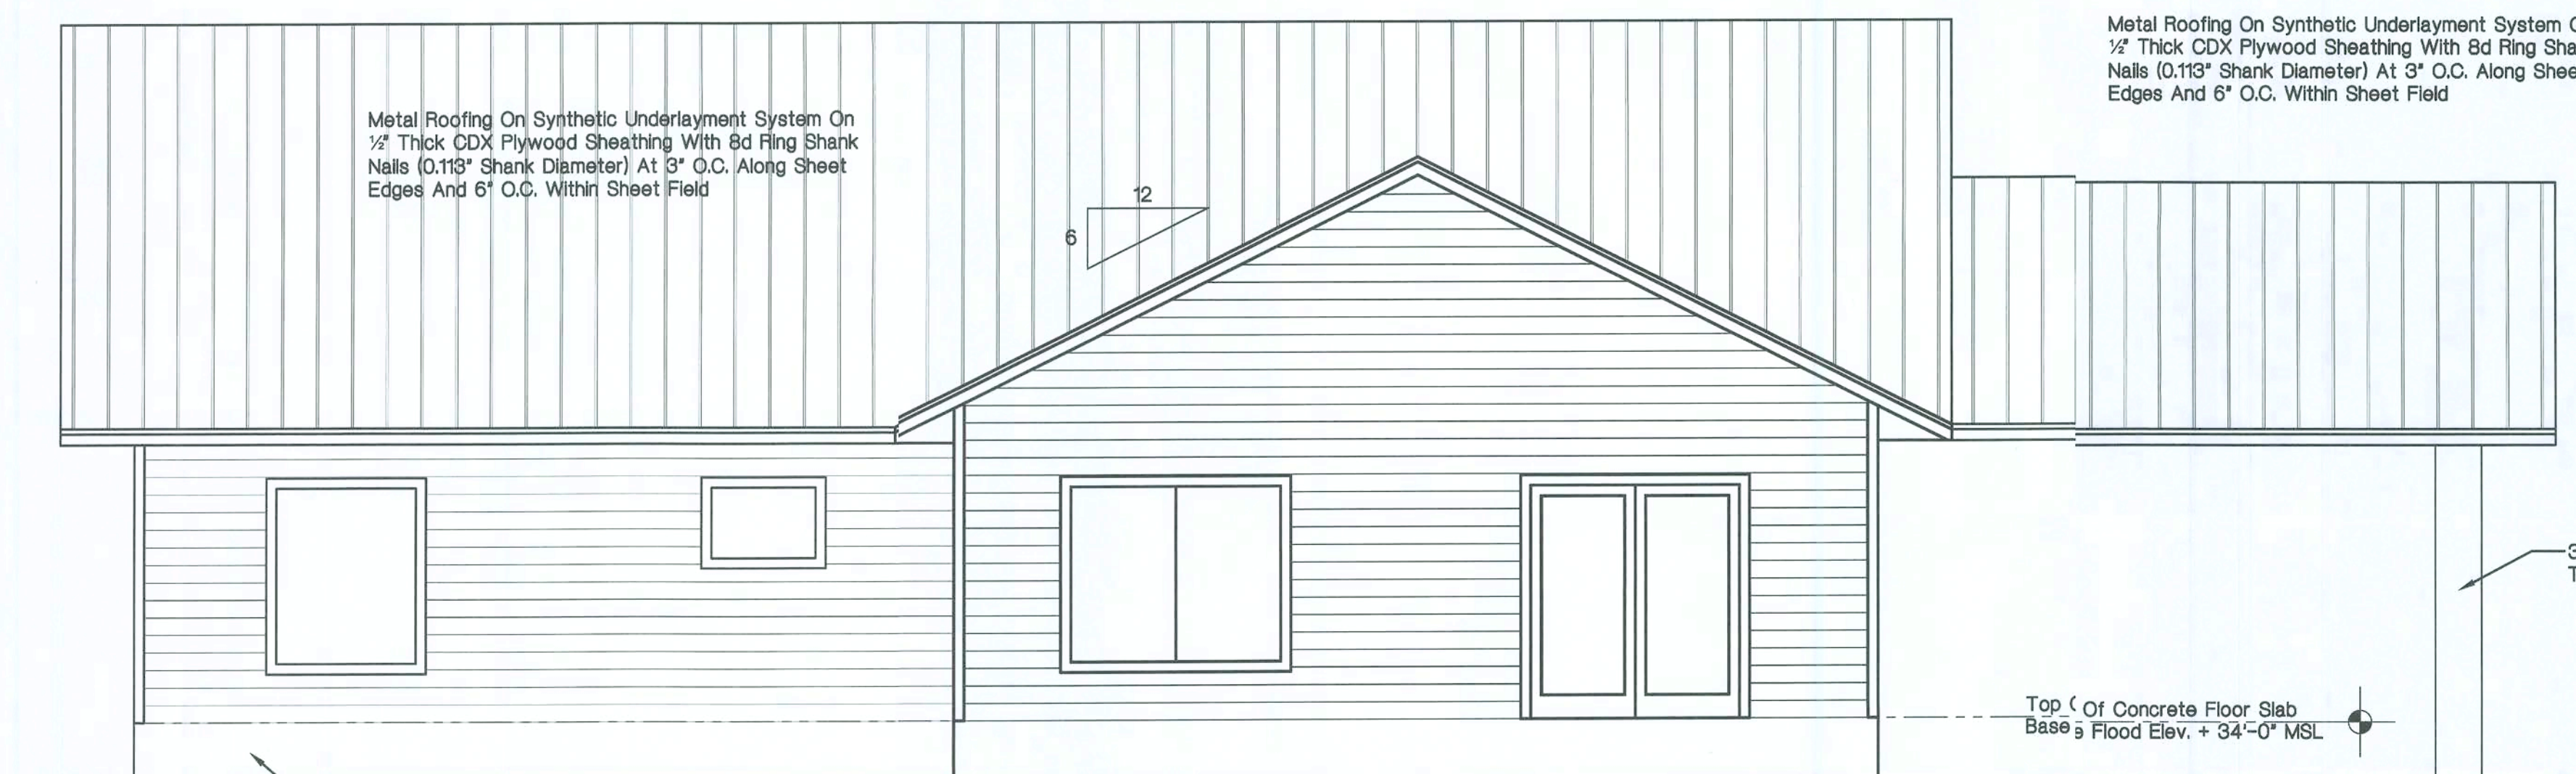 Metal Roofing On Synthetic Underlayment System On
½" Thick CDX Plywood Sheathing With 8d Ring Shank
Nails (0.113" Shank Diameter) At 3" O.C. Along Sheet
Edges And 6" O.C. Within Sheet Field
12
6
Metal Roofing On Synthetic Underlayment System
½" Thick CDX Plywood Sheathing With 8d Ring Sha
Nails (0.113" Shank Diameter) At 3" O.C. Along Shee
Edges And 6" O.C. Within Sheet Field
Top Of Concrete Floor Slab
Base Flood Elev. + 34'-0" MSL